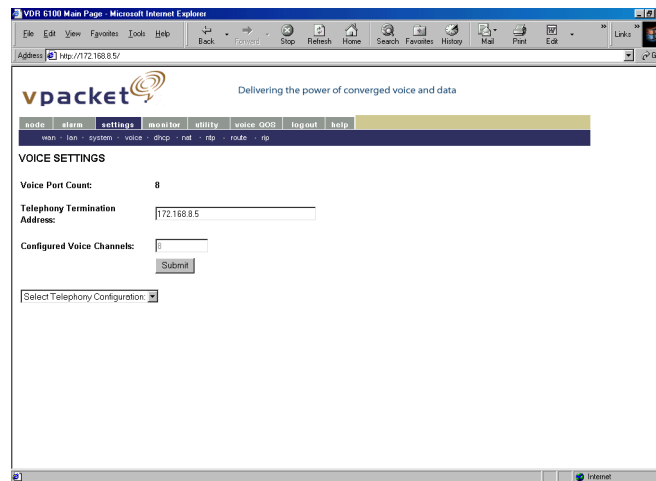 VDR 6100 Main Page - Microsoft Internet Explorer
File Edit View Favorites Tools Help
Back Forward Stop Refresh Home Search Favorites History Mail Print Edit Links
Address http://172.168.8.5/
vpacket
Delivering the power of converged voice and data
node alarm settings monitor utility voice QOS logout help
wan - lan - system - voice - dhcp - nat - ntp - route - rip
VOICE SETTINGS
Voice Port Count: 8
Telephony Termination
Address: 172.168.8.5
Configured Voice Channels: 8
Submit
Select Telephony Configuration:
Internet